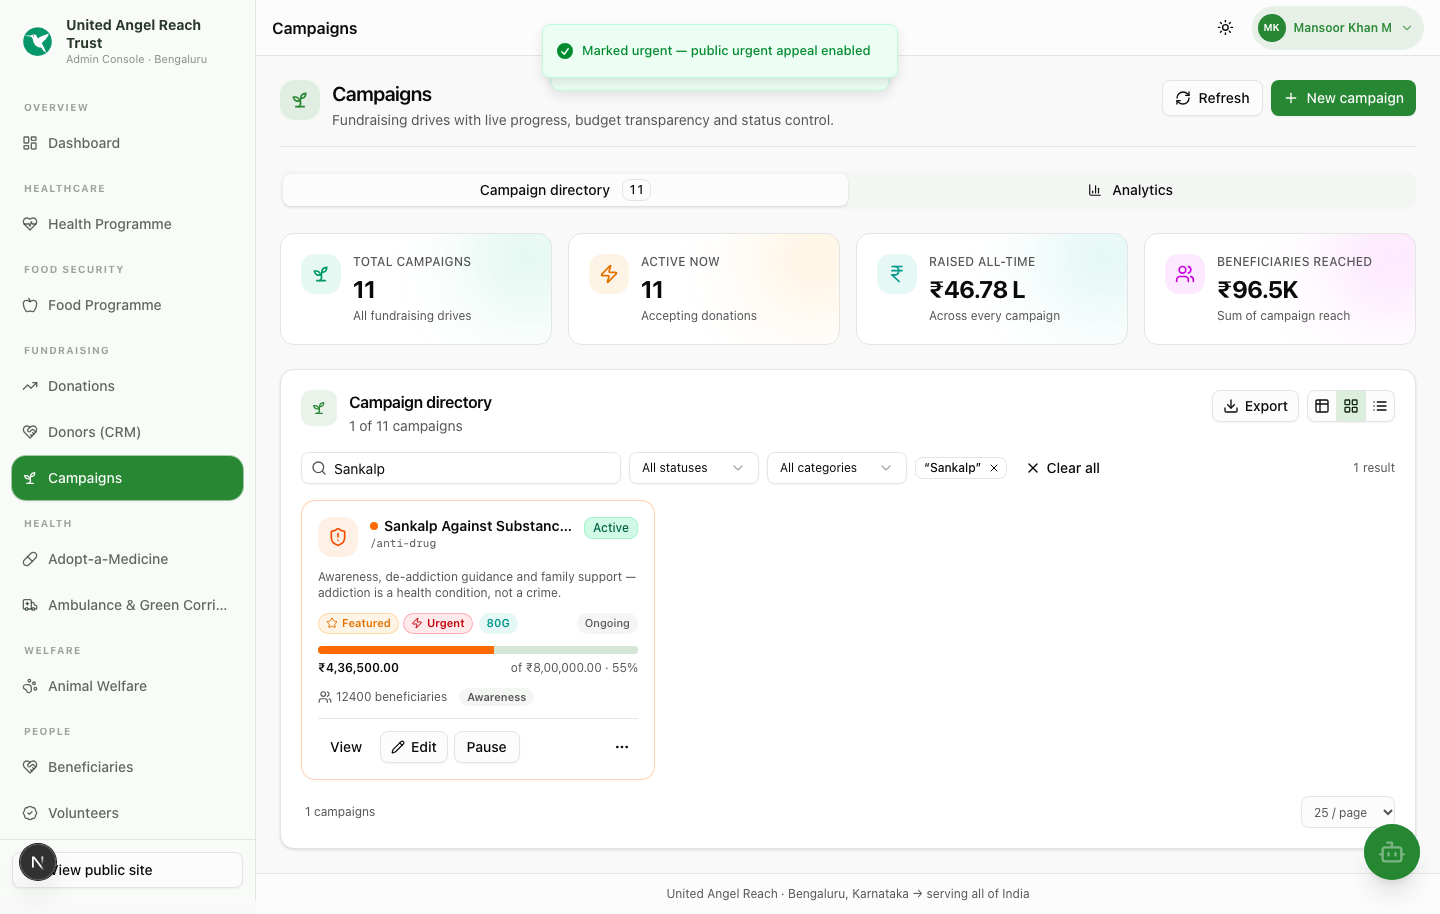 United Angel Reach
Trust
Admin Console · Bengaluru
OVERVIEW
Dashboard
HEALTHCARE
Health Programme
FOOD SECURITY
Food Programme
FUNDRAISING
Donations
Donors (CRM)
Campaigns
HEALTH
Adopt-a-Medicine
Ambulance & Green Corri...
WELFARE
Animal Welfare
PEOPLE
Beneficiaries
Volunteers
N
View public site
Campaigns
Marked urgent — public urgent appeal enabled
MK
Mansoor Khan M
Campaigns
Fundraising drives with live progress, budget transparency and status control.
Refresh
New campaign
Campaign directory 11
Analytics
TOTAL CAMPAIGNS
11
All fundraising drives
ACTIVE NOW
11
Accepting donations
RAISED ALL-TIME
₹46.78 L
Across every campaign
BENEFICIARIES REACHED
₹96.5K
Sum of campaign reach
Campaign directory
1 of 11 campaigns
Export
Sankalp
All statuses
All categories
“Sankalp”
Clear all
1 result
Sankalp Against Substanc...
Active
/anti-drug
Awareness, de-addiction guidance and family support —
addiction is a health condition, not a crime.
Featured
Urgent
80G
Ongoing
₹4,36,500.00
of ₹8,00,000.00 · 55%
12400 beneficiaries
Awareness
View
Edit
Pause
1 campaigns
25 / page
United Angel Reach · Bengaluru, Karnataka → serving all of India